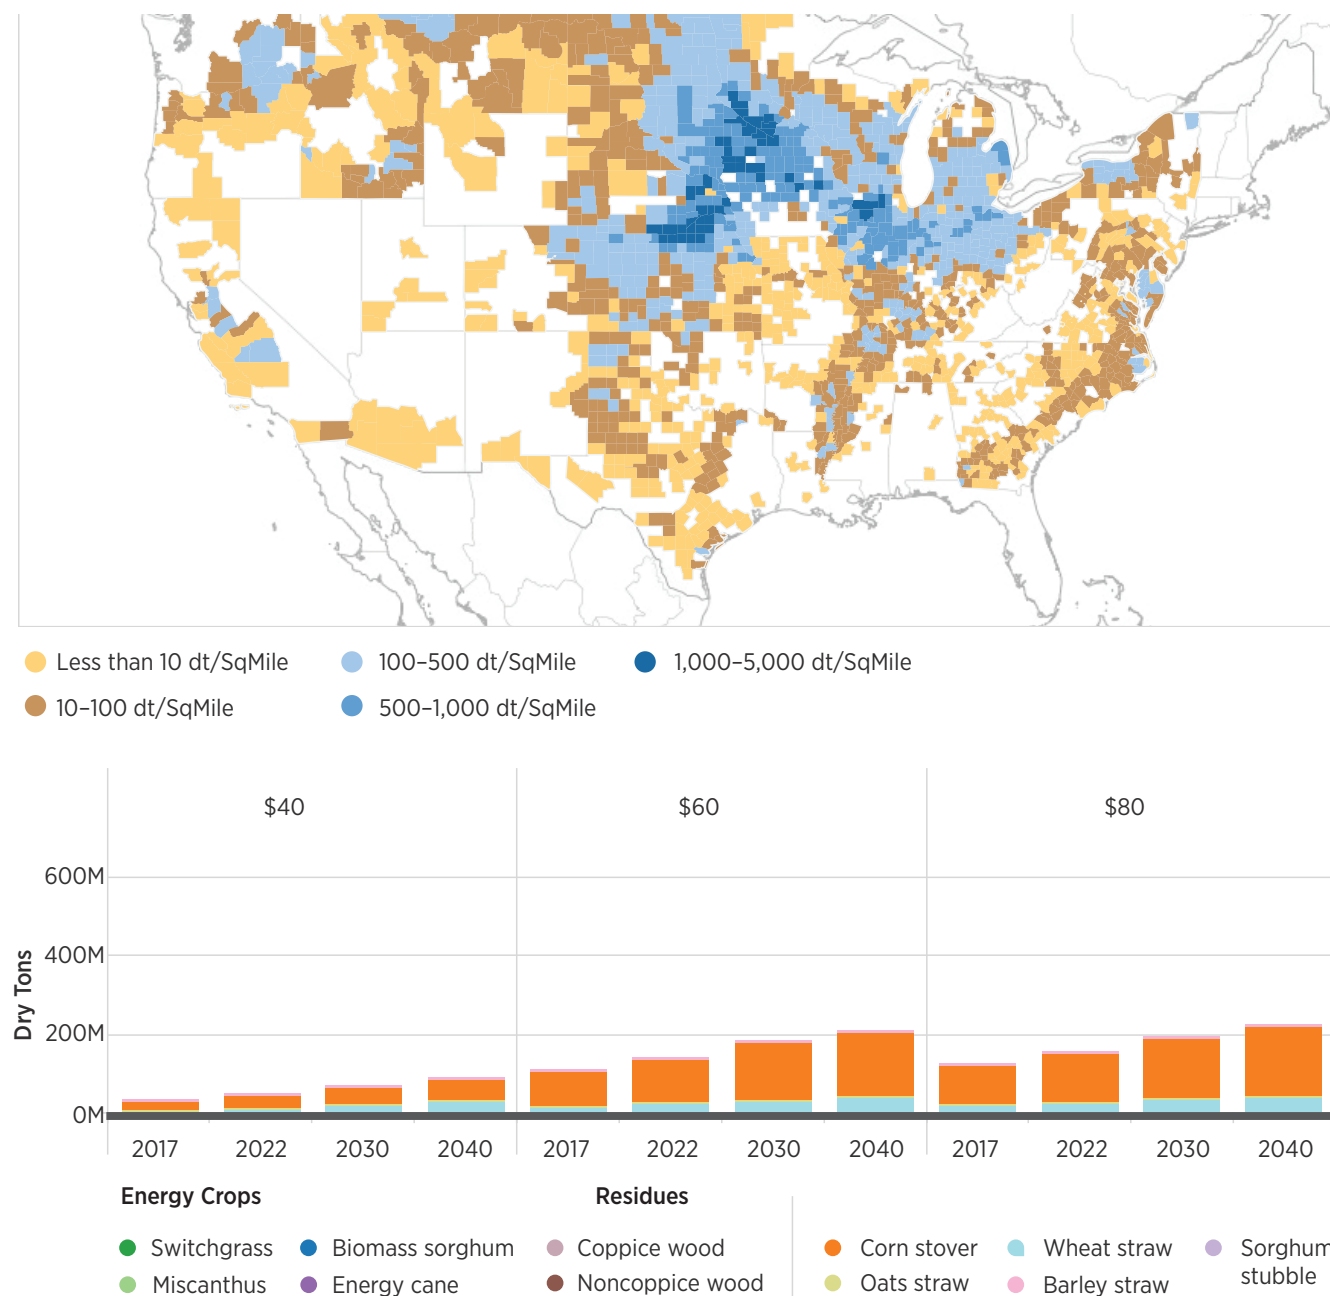 Less than 10 dt/SqMile 100–500 dt/SqMile 1,000–5,000 dt/SqMile
10–100 dt/SqMile 500–1,000 dt/SqMile
$40 $60 $80
600M
400M
200M
0M
Dry Tons
2017 2022 2030 2040 2017 2022 2030 2040 2017 2022 2030 2040
Energy Crops Residues
Switchgrass Biomass sorghum Coppice wood Corn stover Wheat straw Sorghum
stubble
Miscanthus Energy cane Noncoppice wood Oats straw Barley straw